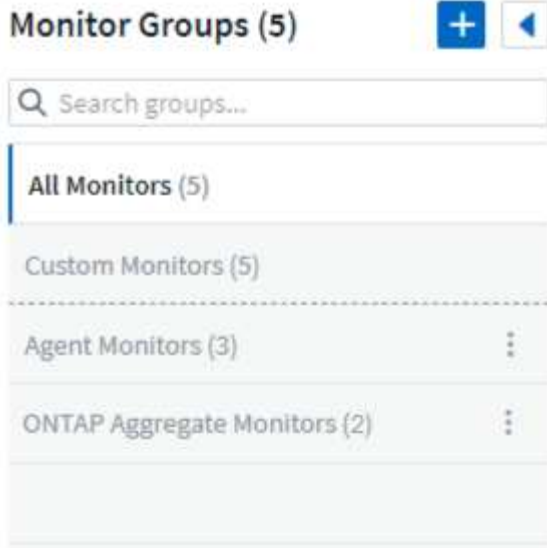 Monitor Groups (5)
Search groups...
All Monitors (5)
Custom Monitors (5)
Agent Monitors (3)
ONTAP Aggregate Monitors (2)